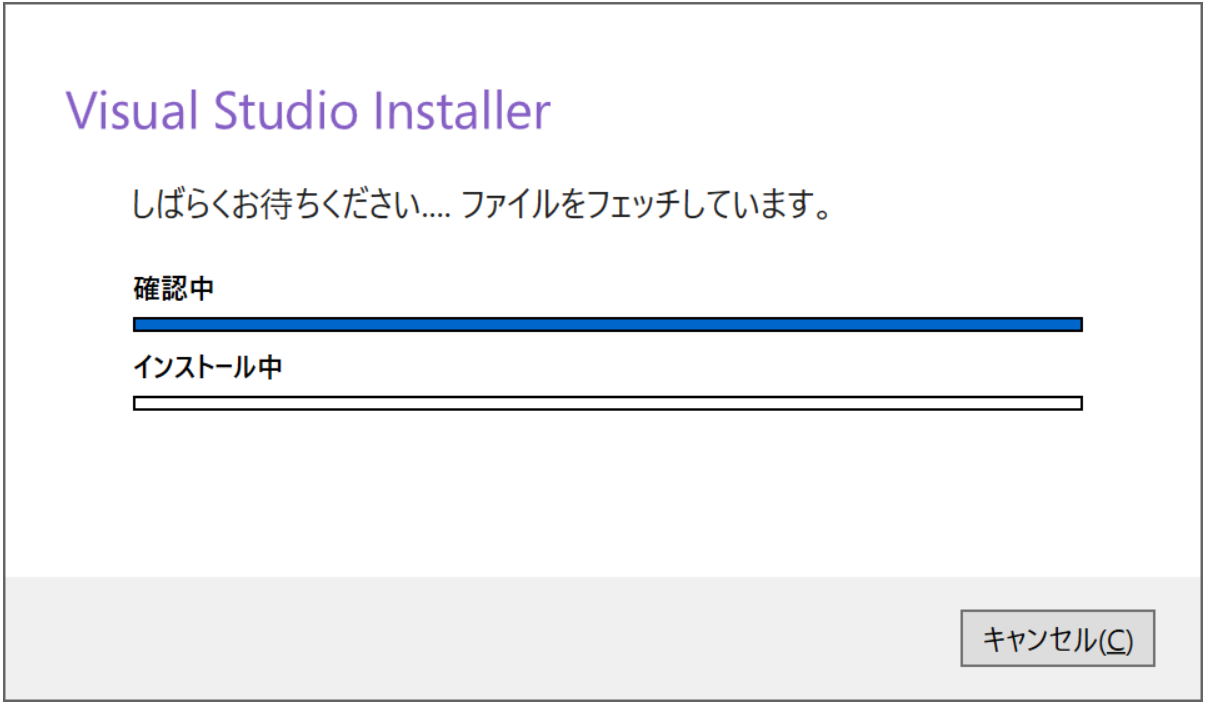 Visual Studio Installer
しばらくお待ちください.... ファイルをフェッチしています。
確認中
インストール中
キャンセル(C)